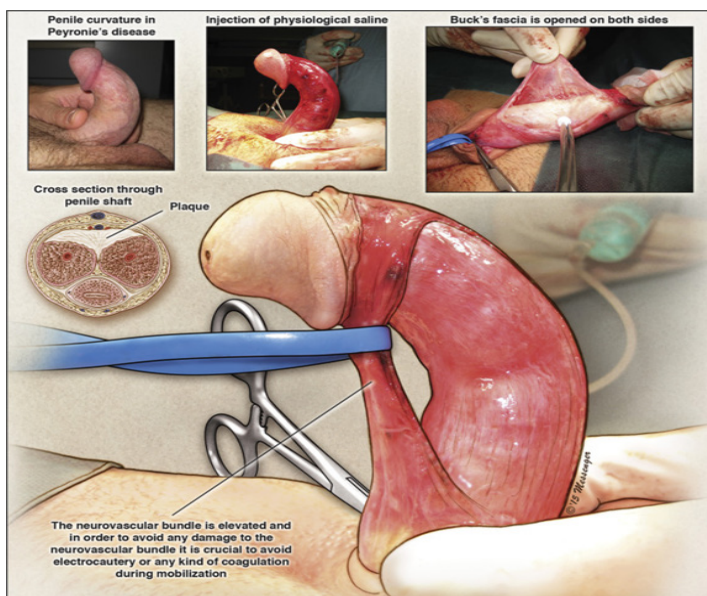 Penile curvature in
Peyronie's disease
Injection of physiological saline
Buck's fascia is opened on both sides
Cross section through
penile shaft
Plaque
The neurovascular bundle is elevated and
in order to avoid any damage to the
neurovascular bundle it is crucial to avoid
electrocautery or any kind of coagulation
during mobilization
©'15 Messenger